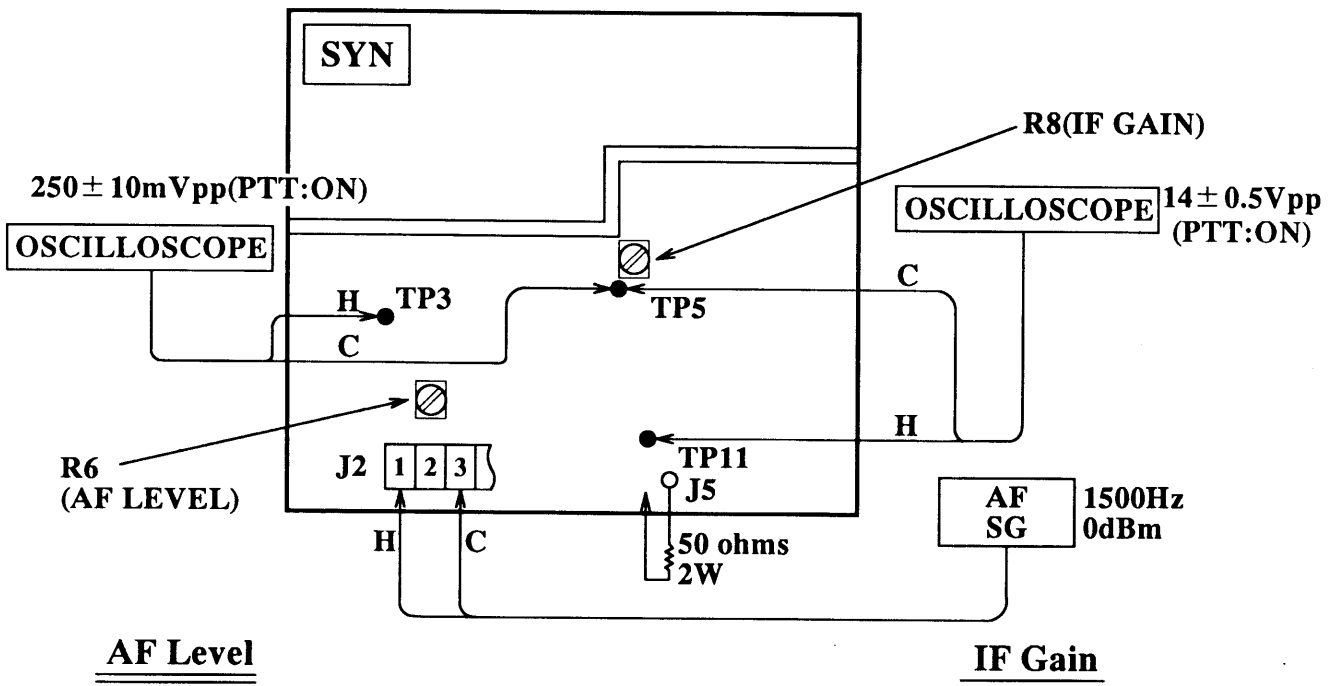 SYN
R8(IF GAIN)
250±10mVpp(PTT:ON)
OSCILLOSCOPE
OSCILLOSCOPE
14±0.5Vpp
(PTT:ON)
H
TP3
C
TP5
C
R6
(AF LEVEL)
J2
1 2 3
H
TP11
J5
H
C
50 ohms
2W
AF
SG
1500Hz
0dBm
AF Level
IF Gain